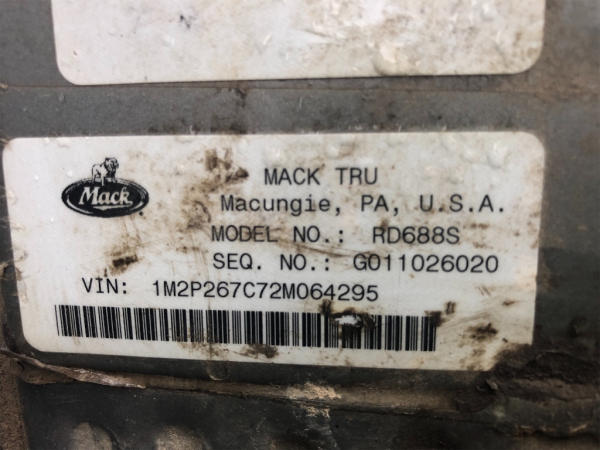 Mack
MACK TRU
Macungie, PA, U.S.A.
MODEL NO.: RD688S
SEQ. NO.: G011026020
VIN: 1M2P267C72M064295